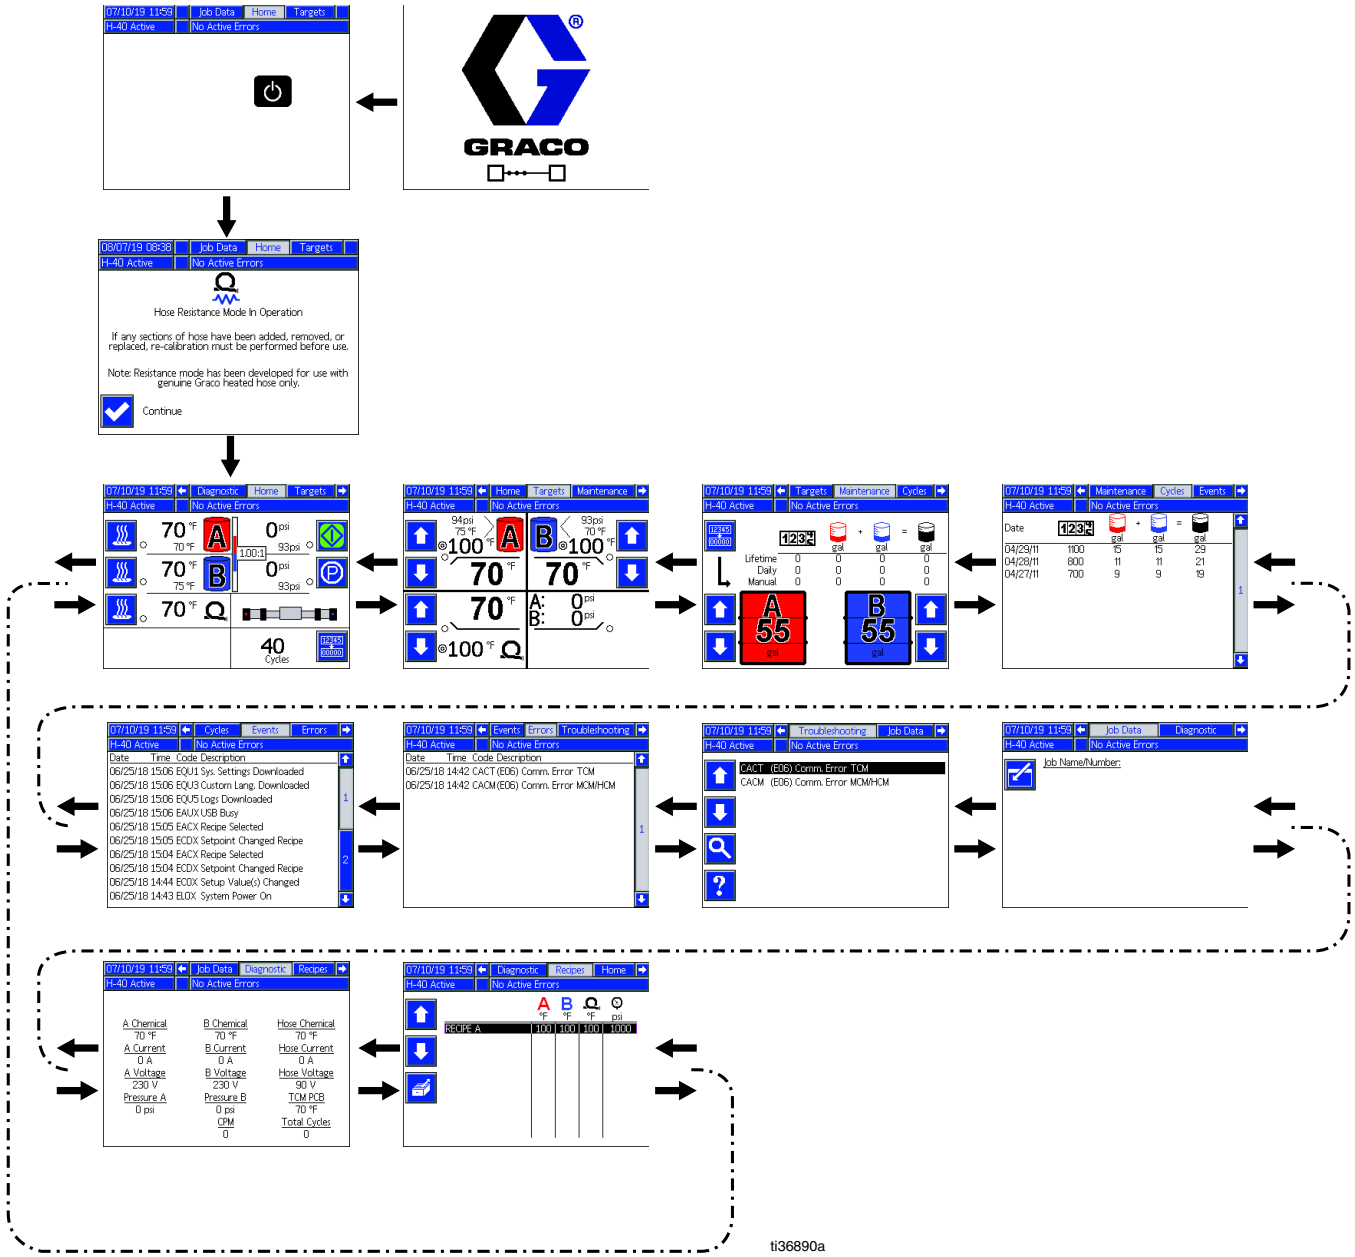 07/10/19 11:59 Job Data Home Targets
H-40 Active No Active Errors
®
GRACO
08/07/19 08:38 Job Data Home Targets
H-40 Active No Active Errors
Hose Resistance Mode In Operation
If any sections of hose have been added, removed, or
replaced, re-calibration must be performed before use.
Note: Resistance mode has been developed for use with
genuine Graco heated hose only.
Continue
07/10/19 11:59 Diagnostic Home Targets
H-40 Active No Active Errors
70 °F A 0 psi
70 °F 93psi
1.00:1
70 °F B 0 psi
75 °F 93psi
P
70 °F
40
Cycles
12345
00000
07/10/19 11:59 Home Targets Maintenance
H-40 Active No Active Errors
94psi 93psi
75 °F 70 °F
100 °F A B 100
70 °F 70 °F
70 °F A: 0 psi
B: 0 psi
100 °F
07/10/19 11:59 Targets Maintenance Cycles
H-40 Active No Active Errors
12345
00000
1234 + =
gal gal gal
Lifetime 0 0 0 0
Daily 0 0 0 0
Manual 0 0 0 0
A B
55 55
gal gal
07/10/19 11:59 Maintenance Cycles Events
H-40 Active No Active Errors
Date 1234 + =
gal gal gal
04/29/11 1100 15 15 29
04/28/11 800 11 11 21
04/27/11 700 9 9 19
1
07/10/19 11:59 Cycles Events Errors
H-40 Active No Active Errors
Date Time Code Description
06/25/18 15:06 EQU1 Sys. Settings Downloaded
06/25/18 15:06 EQU3 Custom Lang. Downloaded
06/25/18 15:06 EQU5 Logs Downloaded
06/25/18 15:06 EAUX USB Busy
06/25/18 15:05 EACX Recipe Selected
06/25/18 15:05 ECDX Setpoint Changed Recipe
06/25/18 15:04 EACX Recipe Selected
06/25/18 15:04 ECDX Setpoint Changed Recipe
06/25/18 14:44 EC0X Setup Value(s) Changed
06/25/18 14:43 EL0X System Power On
1
2
07/10/19 11:59 Events Errors Troubleshooting
H-40 Active No Active Errors
Date Time Code Description
06/25/18 14:42 CACT (E06) Comm. Error TCM
06/25/18 14:42 CACM (E06) Comm. Error MCM/HCM
1
07/10/19 11:59 Troubleshooting Job Data
H-40 Active No Active Errors
CACT (E06) Comm. Error TCM
CACM (E06) Comm. Error MCM/HCM
?
07/10/19 11:59 Job Data Diagnostic
H-40 Active No Active Errors
Job Name/Number:
07/10/19 11:59 Job Data Diagnostic Recipes
H-40 Active No Active Errors
A Chemical B Chemical Hose Chemical
70 °F 70 °F 70 °F
A Current B Current Hose Current
0 A 0 A 0 A
A Voltage B Voltage Hose Voltage
230 V 230 V 90 V
Pressure A Pressure B TCM PCB
0 psi 0 psi 70 °F
CPM Total Cycles
0 0
07/10/19 11:59 Diagnostic Recipes Home
H-40 Active No Active Errors
A B
°F °F °F psi
RECIPE A 100 100 100 1000
ti36890a